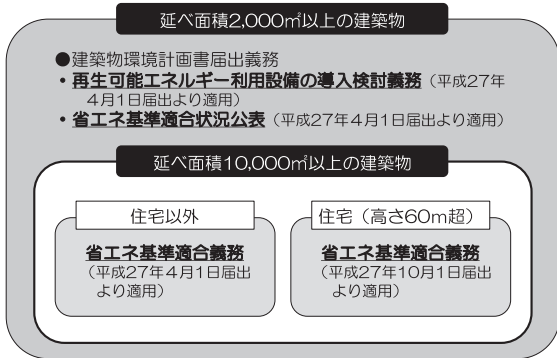 延べ面積2,000㎡以上の建築物
●建築物環境計画書届出義務
・再生可能エネルギー利用設備の導入検討義務（平成27年
4月1日届出より適用）
・省エネ基準適合状況公表（平成27年4月1日届出より適用）
延べ面積10,000㎡以上の建築物
住宅以外
省エネ基準適合義務
（平成27年4月1日届出
より適用）
住宅（高さ60m超）
省エネ基準適合義務
（平成27年10月1日届出
より適用）